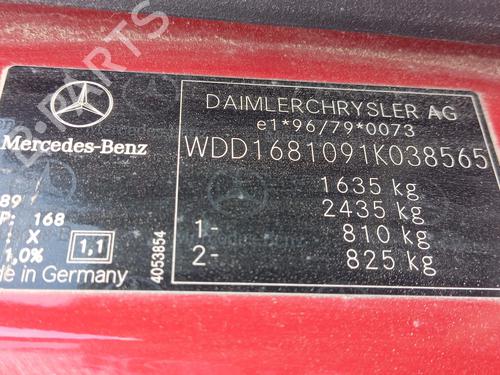 PARTS
Mercedes-Benz
DAIMLERCHRYSLER AG
e1*96/79*0073
WDD1681091K038565
1635 kg
2435 kg
1- 810 kg
2- 825 kg
89
P: 168
: X
1,0%
1,1
de in Germany
4053854